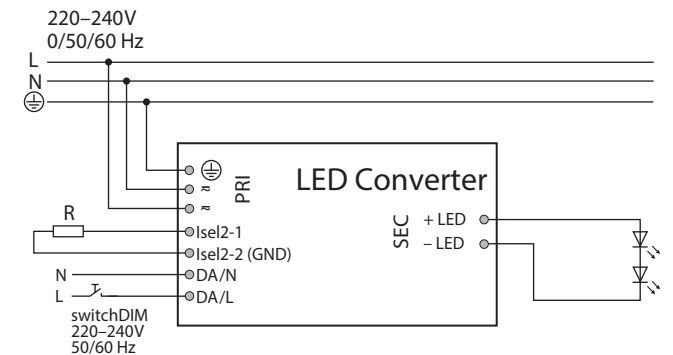 220–240V
0/50/60 Hz
L
N
LED Converter
PRI
≂
≂
R
Isel2-1
Isel2-2 (GND)
N
DA/N
L
DA/L
switchDIM
220–240V
50/60 Hz
SEC
+ LED
– LED